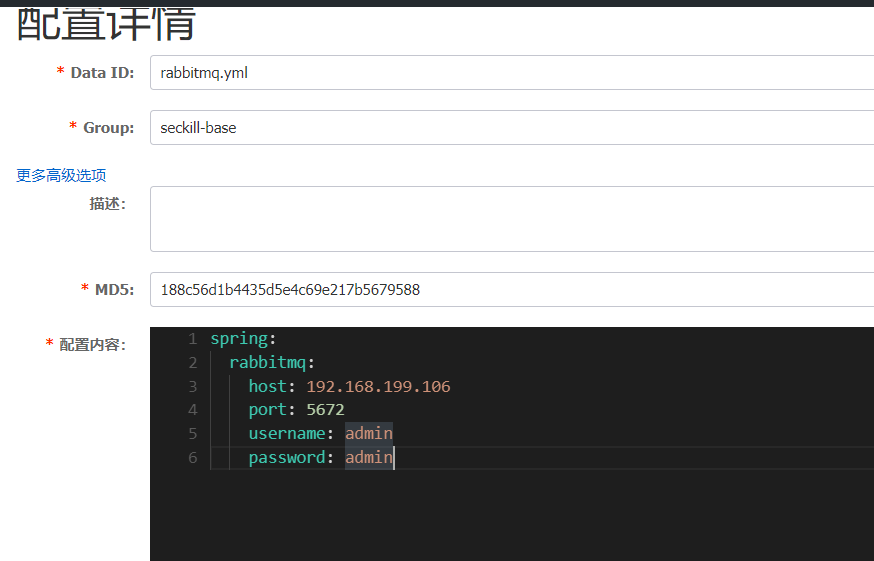 配置详情
* Data ID: rabbitmq.yml
* Group: seckill-base
更多高级选项
描述:
* MD5: 188c56d1b4435d5e4c69e217b5679588
* 配置内容:
1 spring:
2   rabbitmq:
3     host: 192.168.199.106
4     port: 5672
5     username: admin
6     password: admin